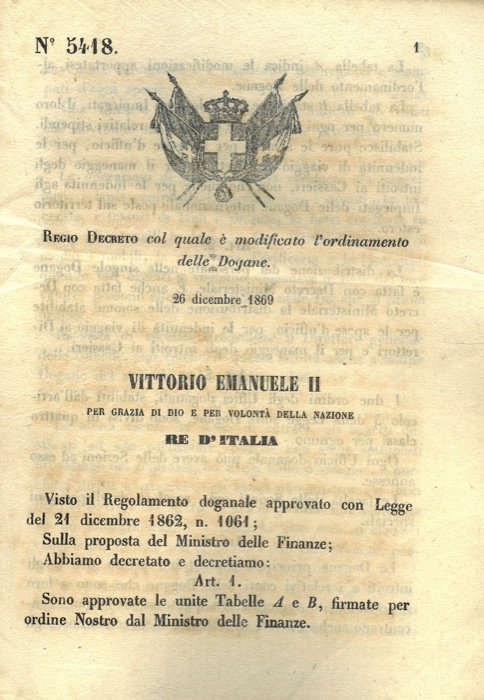 N° 5418.
1
REGIO DECRETO col quale è modificato l'ordinamento
delle Dogane.
26 dicembre 1869
VITTORIO EMANUELE II
PER GRAZIA DI DIO E PER VOLONTÀ DELLA NAZIONE
RE D'ITALIA
Visto il Regolamento doganale approvato con Legge
del 21 dicembre 1862, n. 1061;
Sulla proposta del Ministro delle Finanze;
Abbiamo decretato e decretiamo:
Art. 1.
Sono approvate le unite Tabelle A e B, firmate per
ordine Nostro dal Ministro delle Finanze.